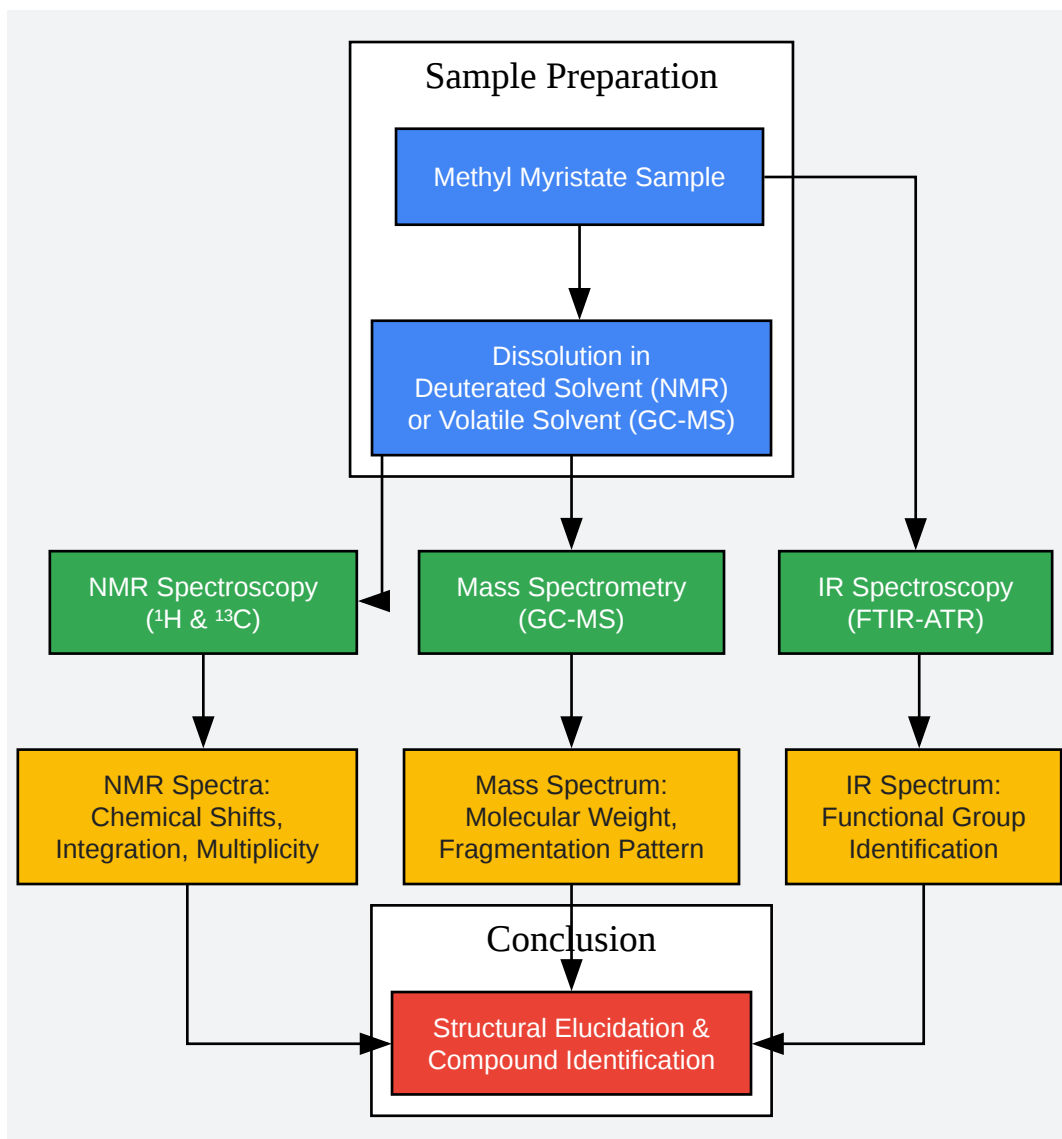 Sample Preparation
Methyl Myristate Sample
Dissolution in
Deuterated Solvent (NMR)
or Volatile Solvent (GC-MS)
NMR Spectroscopy
(¹H & ¹³C)
Mass Spectrometry
(GC-MS)
IR Spectroscopy
(FTIR-ATR)
NMR Spectra:
Chemical Shifts,
Integration, Multiplicity
Mass Spectrum:
Molecular Weight,
Fragmentation Pattern
IR Spectrum:
Functional Group
Identification
Conclusion
Structural Elucidation &
Compound Identification